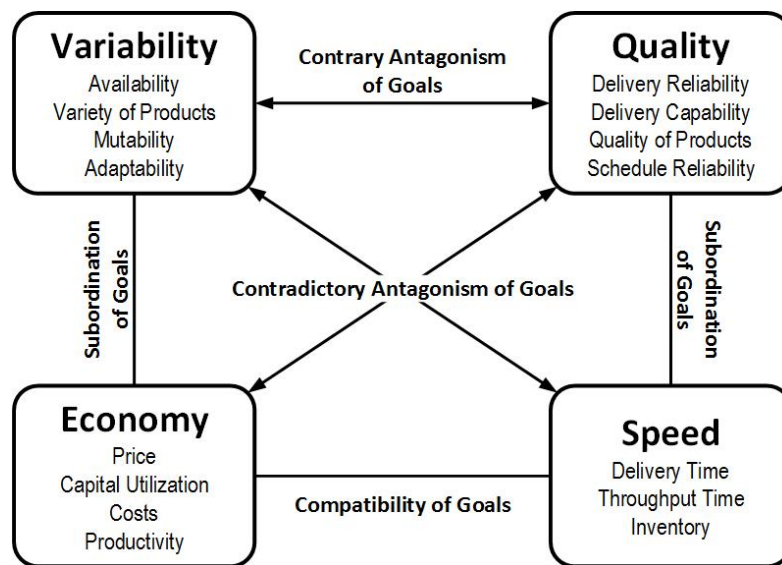 Variability
Availability
Variety of Products
Mutability
Adaptability
Contrary Antagonism
of Goals
Quality
Delivery Reliability
Delivery Capability
Quality of Products
Schedule Reliability
Subordination
of Goals
Contradictory Antagonism of Goals
Subordination
of Goals
Economy
Price
Capital Utilization
Costs
Productivity
Compatibility of Goals
Speed
Delivery Time
Throughput Time
Inventory